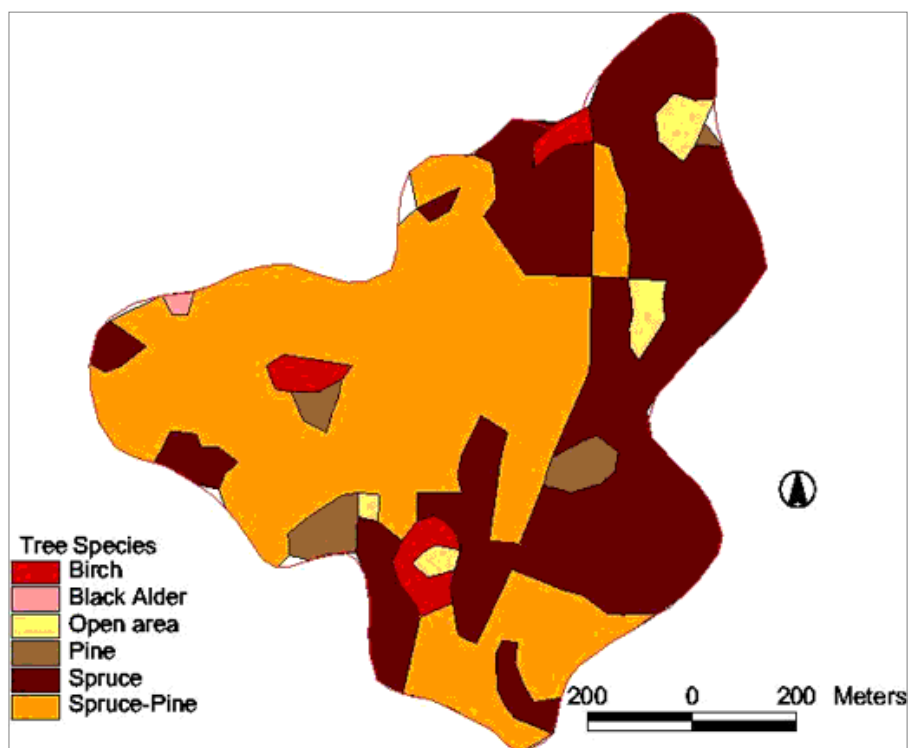 Tree Species
Birch
Black Alder
Open area
Pine
Spruce
Spruce-Pine
200 0 200 Meters